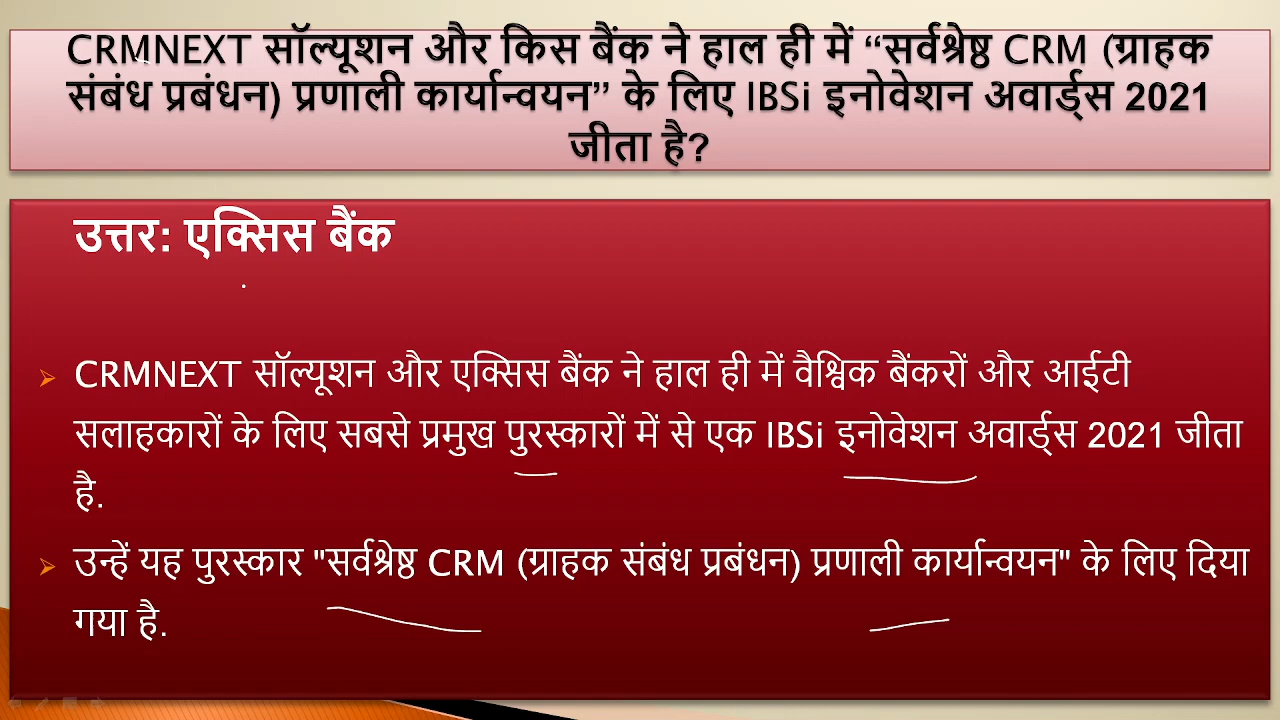 CRMNEXT सॉल्यूशन और किस बैंक ने हाल ही में “सर्वश्रेष्ठ CRM (ग्राहक
संबंध प्रबंधन) प्रणाली कार्यान्वयन” के लिए IBSi इनोवेशन अवार्ड्स 2021
जीता है?
उत्तर: एक्सिस बैंक
CRMNEXT सॉल्यूशन और एक्सिस बैंक ने हाल ही में वैश्विक बैंकरों और आईटी
सलाहकारों के लिए सबसे प्रमुख पुरस्कारों में से एक IBSi इनोवेशन अवार्ड्स 2021 जीता
है.
उन्हें यह पुरस्कार "सर्वश्रेष्ठ CRM (ग्राहक संबंध प्रबंधन) प्रणाली कार्यान्वयन" के लिए दिया
गया है.